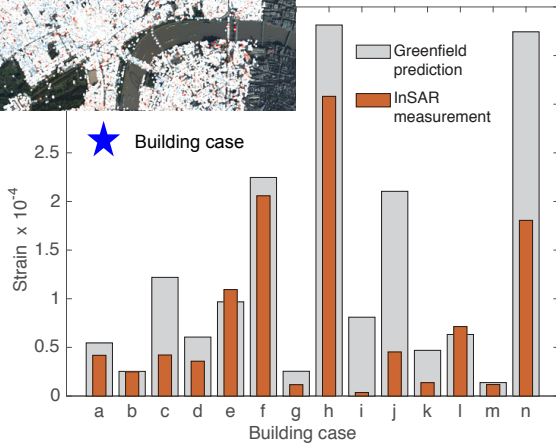 Greenfield
prediction
InSAR
measurement
Building case
Strain x 10-4
2.5
2
1.5
1
0.5
0
a b c d e f g h i j k l m n
Building case